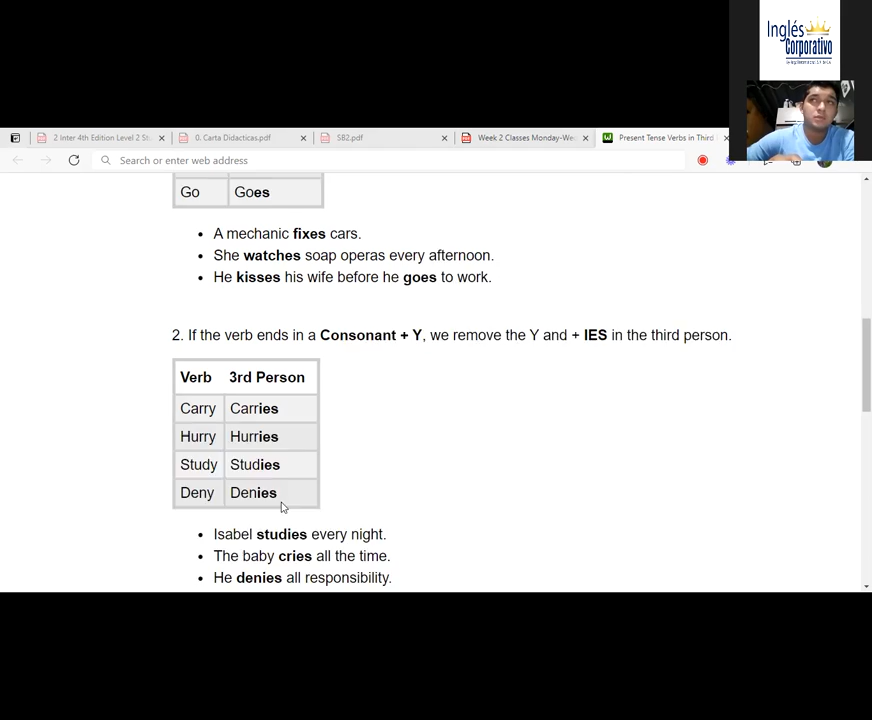 Inglés
Corporativo
2 Inter 4th Edition Level 2 St
0. Carta Didacticas.pdf
SB2.pdf
Week 2 Classes Monday-We
Present Tense Verbs in Third
Search or enter web address
Go Goes
• A mechanic fixes cars.
• She watches soap operas every afternoon.
• He kisses his wife before he goes to work.
2. If the verb ends in a Consonant + Y, we remove the Y and + IES in the third person.
Verb 3rd Person
Carry Carries
Hurry Hurries
Study Studies
Deny Denies
• Isabel studies every night.
• The baby cries all the time.
• He denies all responsibility.